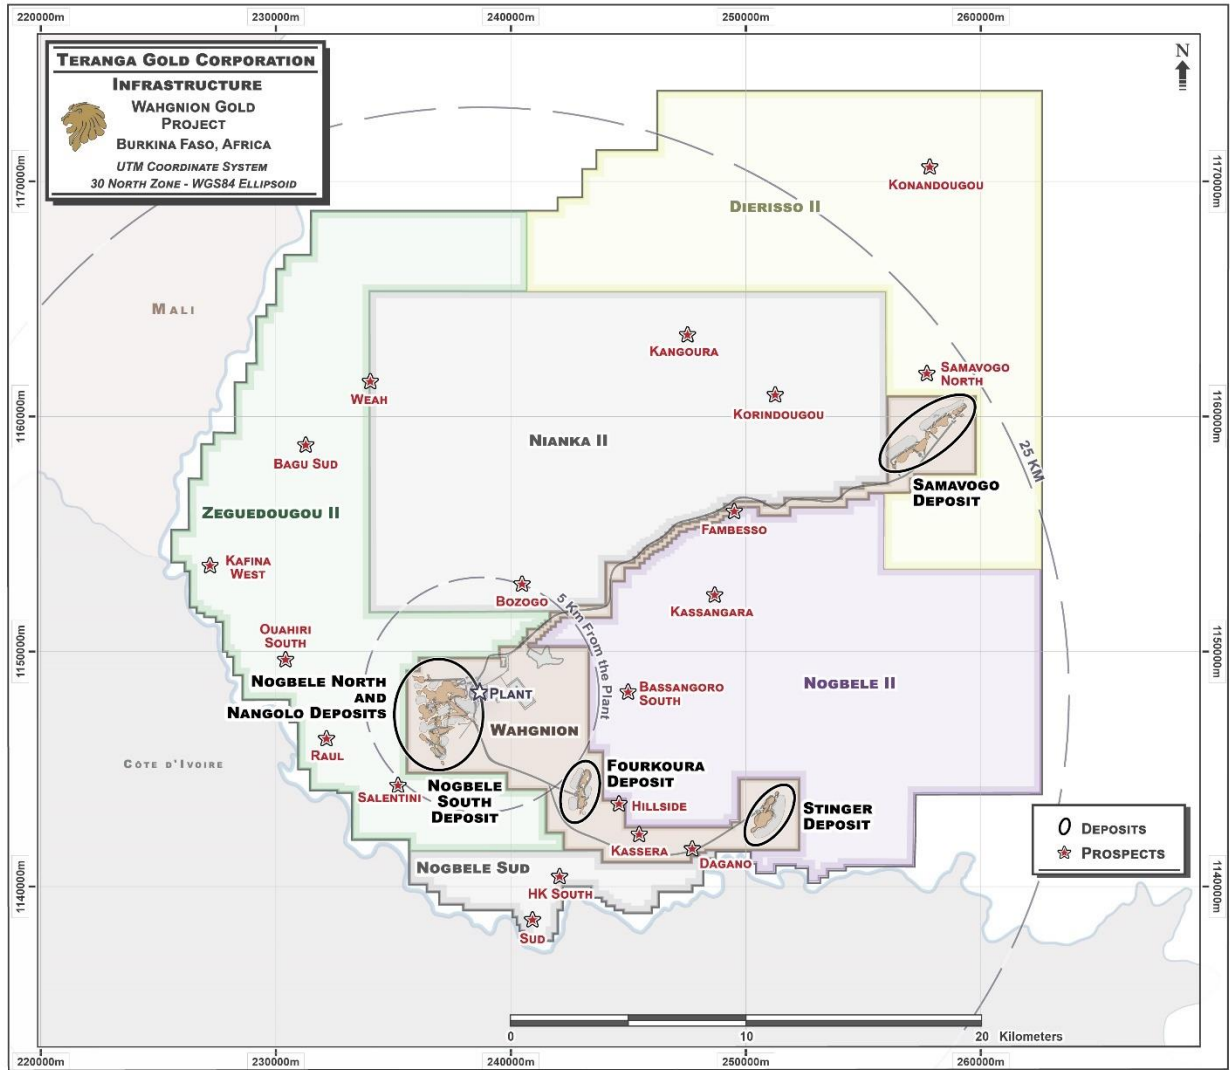 220000m
230000m
240000m
250000m
260000m
TERANGA GOLD CORPORATION
INFRASTRUCTURE
WAHGNION GOLD
PROJECT
BURKINA FASO, AFRICA
UTM COORDINATE SYSTEM
30 NORTH ZONE - WGS84 ELLIPSOID
N
1170000m
1170000m
KONANDOUGOU
DIERISSO II
MALI
KANGOURA
SAMAVOGO
NORTH
WEAH
KORINDOUGOU
1160000m
1160000m
NIANKA II
25 KM
BAGU SUD
SAMAVOGO
DEPOSIT
ZEGUEDOUGOU II
FAMBESSO
KAFINA
WEST
BOZOGO
5 Km From the Plant
KASSANGARA
OUAHIRI
SOUTH
1150000m
1150000m
NOGBELE NORTH
AND
NANGOLO DEPOSITS
PLANT
BASSANGORO
SOUTH
NOGBELE II
WAHGNION
RAUL
CÔTE D'IVOIRE
FOURKOURA
DEPOSIT
SALENTINI
NOGBELE
SOUTH
DEPOSIT
HILLSIDE
STINGER
DEPOSIT
DEPOSITS
PROSPECTS
KASSERA
DAGANO
NOGBELE SUD
HK SOUTH
1140000m
1140000m
SUD
0
10
20
Kilometers
220000m
230000m
240000m
250000m
260000m